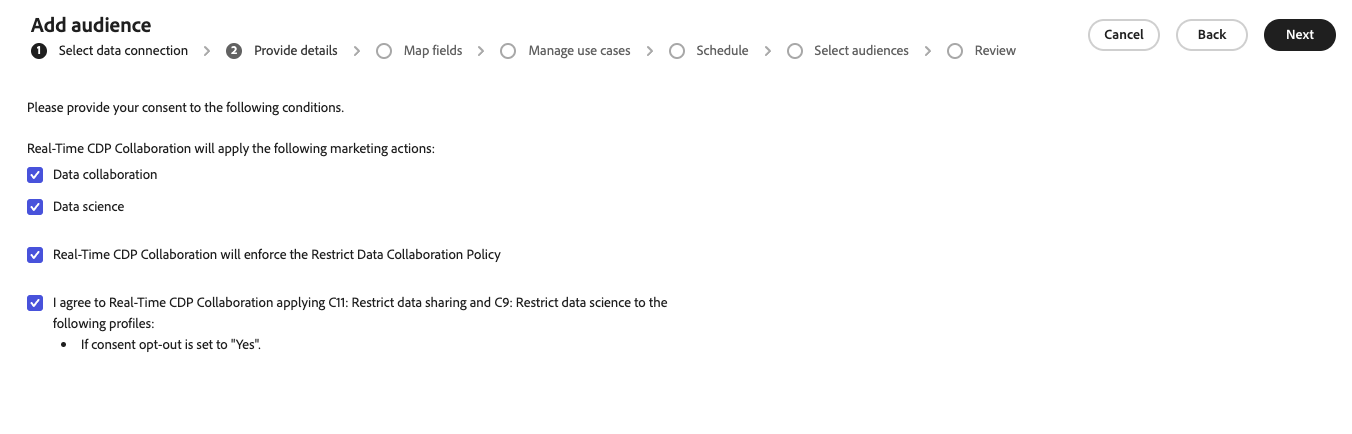 Add audience
1 Select data connection > 2 Provide details > Map fields > Manage use cases > Schedule > Select audiences > Review
Cancel Back Next
Please provide your consent to the following conditions.
Real-Time CDP Collaboration will apply the following marketing actions:
Data collaboration
Data science
Real-Time CDP Collaboration will enforce the Restrict Data Collaboration Policy
I agree to Real-Time CDP Collaboration applying C11: Restrict data sharing and C9: Restrict data science to the
following profiles:
• If consent opt-out is set to "Yes".